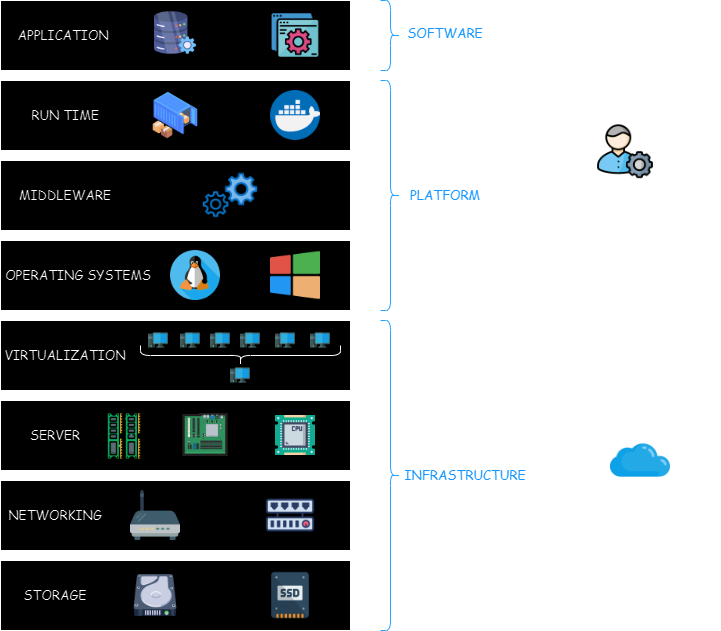 APPLICATION
SOFTWARE
RUN TIME
MIDDLEWARE
PLATFORM
OPERATING SYSTEMS
VIRTUALIZATION
SERVER
CPU
INFRASTRUCTURE
NETWORKING
STORAGE
SSD